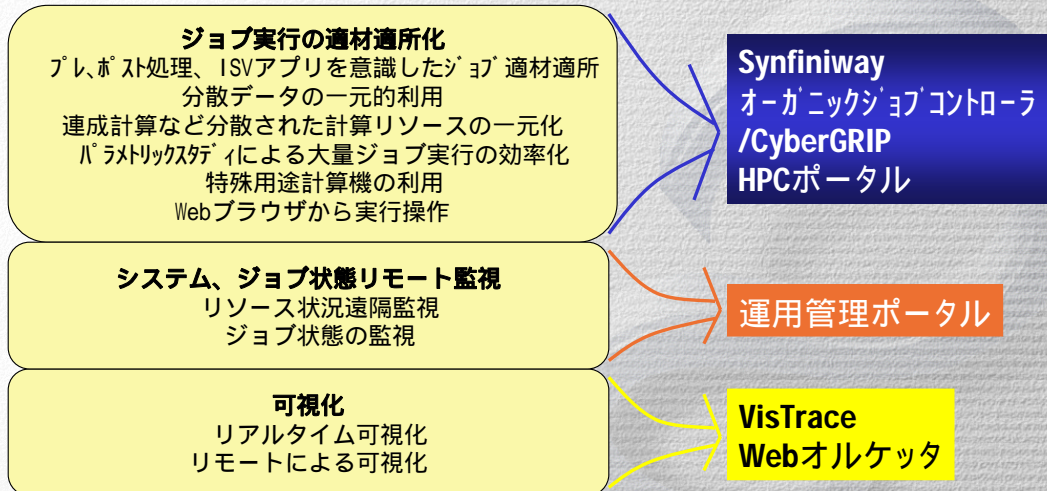 ジョブ実行の適材適所化
プレ、ポスト処理、ISVアプリを意識したジョブ適材適所
分散データの一元的利用
連成計算など分散された計算リソースの一元化
パラメトリックスタディによる大量ジョブ実行の効率化
特殊用途計算機の利用
Webブラウザから実行操作
Synfiniway
オーガニックジョブコントローラ
/CyberGRIP
HPCポータル
システム、ジョブ状態リモート監視
リソース状況遠隔監視
ジョブ状態の監視
運用管理ポータル
可視化
リアルタイム可視化
リモートによる可視化
VisTrace
Webオルケッタ